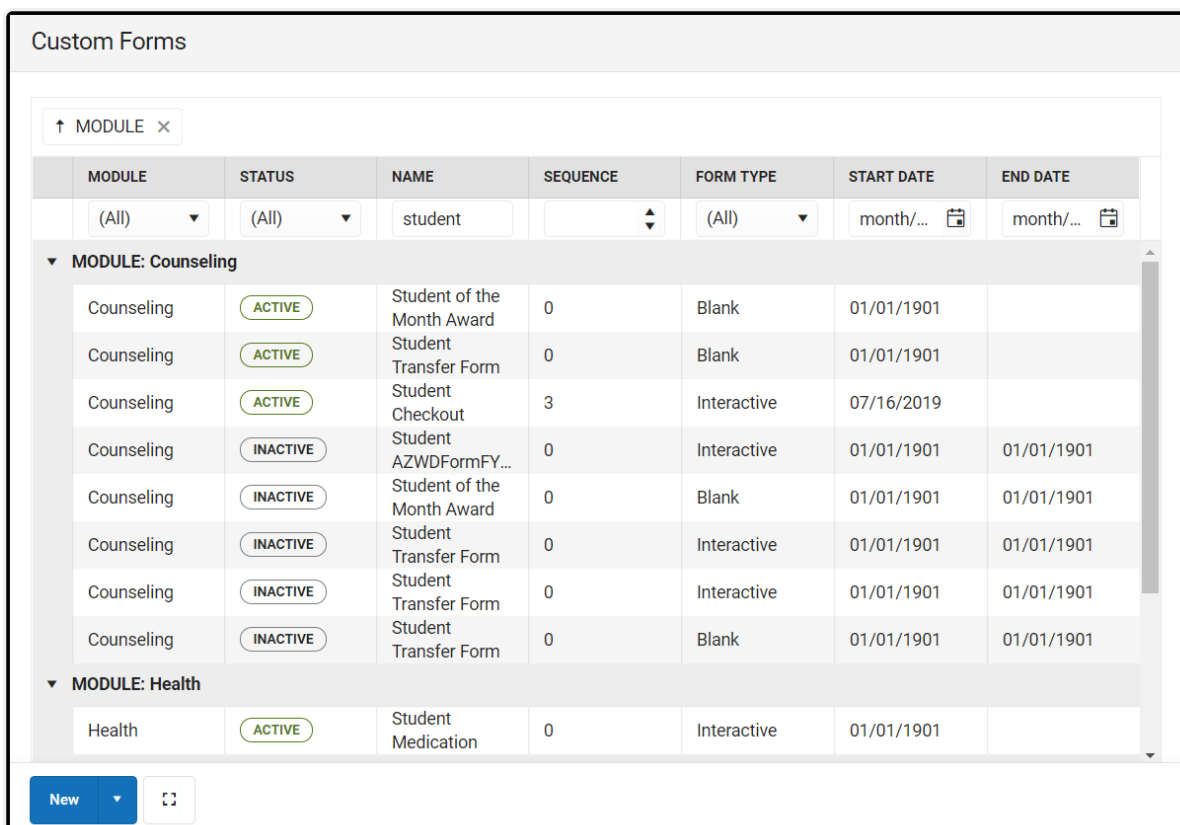 Custom Forms
↑ MODULE ×
MODULE STATUS NAME SEQUENCE FORM TYPE START DATE END DATE
(All) (All) student (All) month/... month/...
MODULE: Counseling
Counseling ACTIVE Student of the Month Award 0 Blank 01/01/1901
Counseling ACTIVE Student Transfer Form 0 Blank 01/01/1901
Counseling ACTIVE Student Checkout 3 Interactive 07/16/2019
Counseling INACTIVE Student AZWDFormFY... 0 Interactive 01/01/1901 01/01/1901
Counseling INACTIVE Student of the Month Award 0 Blank 01/01/1901 01/01/1901
Counseling INACTIVE Student Transfer Form 0 Interactive 01/01/1901 01/01/1901
Counseling INACTIVE Student Transfer Form 0 Interactive 01/01/1901 01/01/1901
Counseling INACTIVE Student Transfer Form 0 Blank 01/01/1901 01/01/1901
MODULE: Health
Health ACTIVE Student Medication 0 Interactive 01/01/1901
New